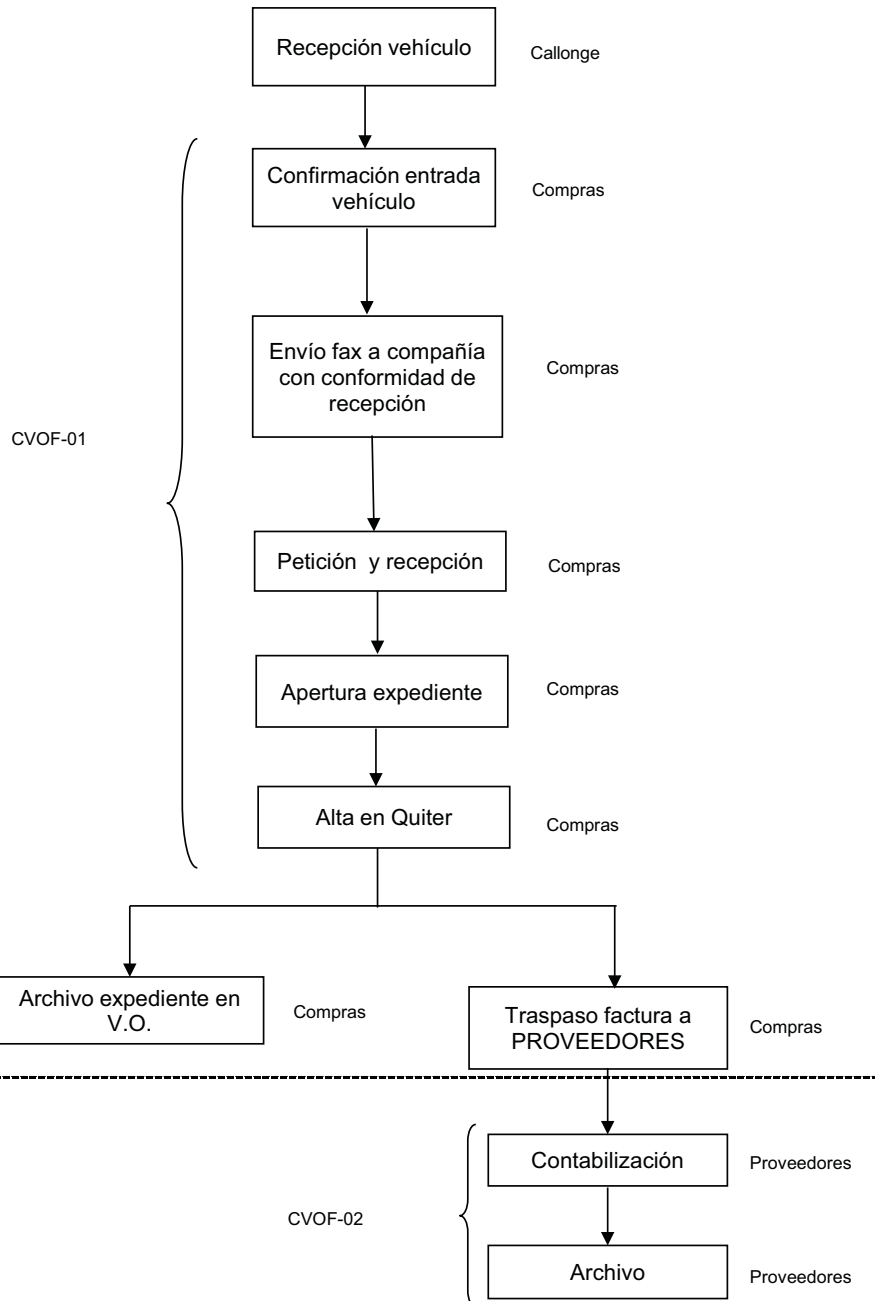 Recepción vehículo
Callonge
Confirmación entrada
vehículo
Compras
Envío fax a compañía
con conformidad de
recepción
Compras
CVOF-01
Petición y recepción
Compras
Apertura expediente
Compras
Alta en Quiter
Compras
Archivo expediente en
V.O.
Compras
Traspaso factura a
PROVEEDORES
Compras
Contabilización
Proveedores
CVOF-02
Archivo
Proveedores